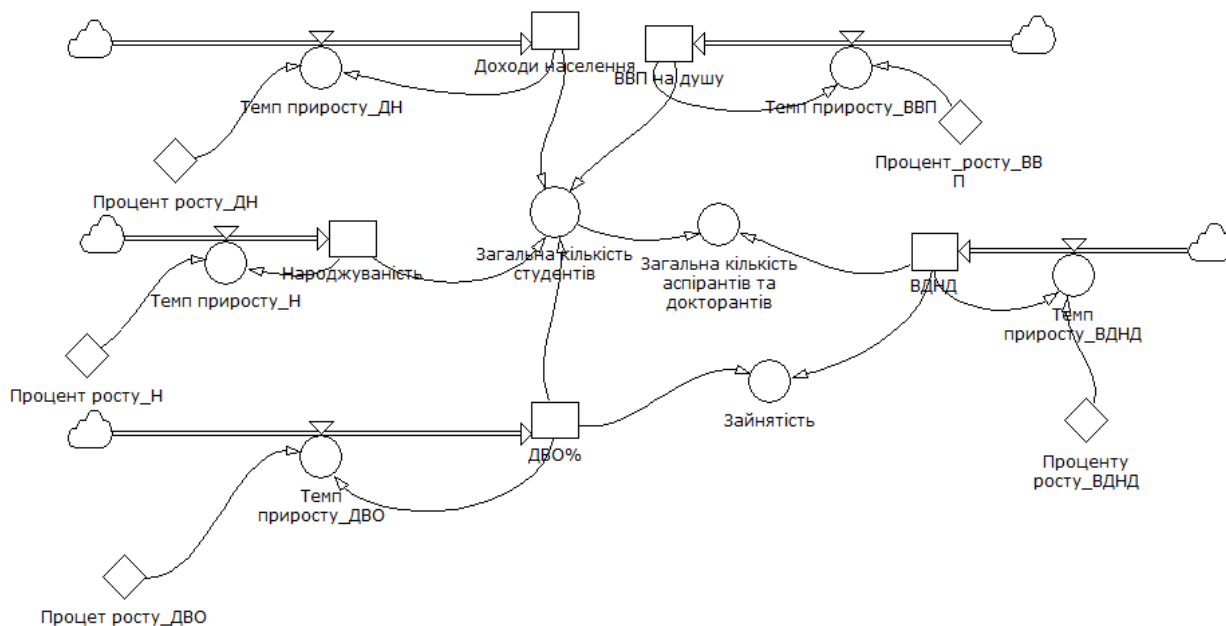 Доходи населення
ВВП на душу
Темп приросту_ДН
Темп приросту_ВВП
Процент_росту_ВВ
П
Процент росту_ДН
Загальна кількість
студентів
Загальна кількість
аспірантів та
докторантів
Народжуваність
ВДНД
Темп приросту_Н
Темп
приросту_ВДНД
Процент росту_Н
Зайнятість
ДВО%
Проценту
росту_ВДНД
Темп
приросту_ДВО
Процет росту_ДВО